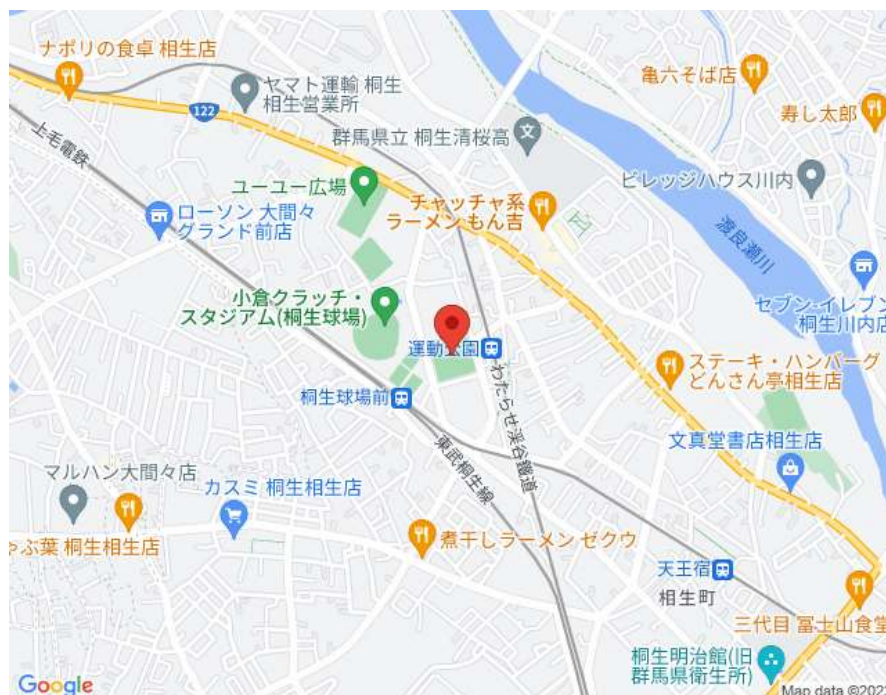 ナポリの食卓 相生店
ヤマト運輸 桐生
相生営業所
122
上毛電鉄
亀六そば店
寿し太郎
群馬県立 桐生清桜高
文
ビレッジハウス川内
ユーユー広場
チャッチャ系
ラーメン もん吉
ローソン 大間々
グランド前店
渡良瀬川
小倉クラッチ・
スタジアム(桐生球場)
セブン-イレブン
桐生川内店
運動公園
ステーキ・ハンバーグ
どんさん亭相生店
わたらせ渓谷鐵道
桐生球場前
東武桐生線
文真堂書店相生店
マルハン大間々店
カスミ 桐生相生店
ゃぶ葉 桐生相生店
煮干しラーメン ゼクウ
天王宿
相生町
三代目 冨士山食堂
桐生明治館(旧
群馬県衛生所)
Google
Map data ©202